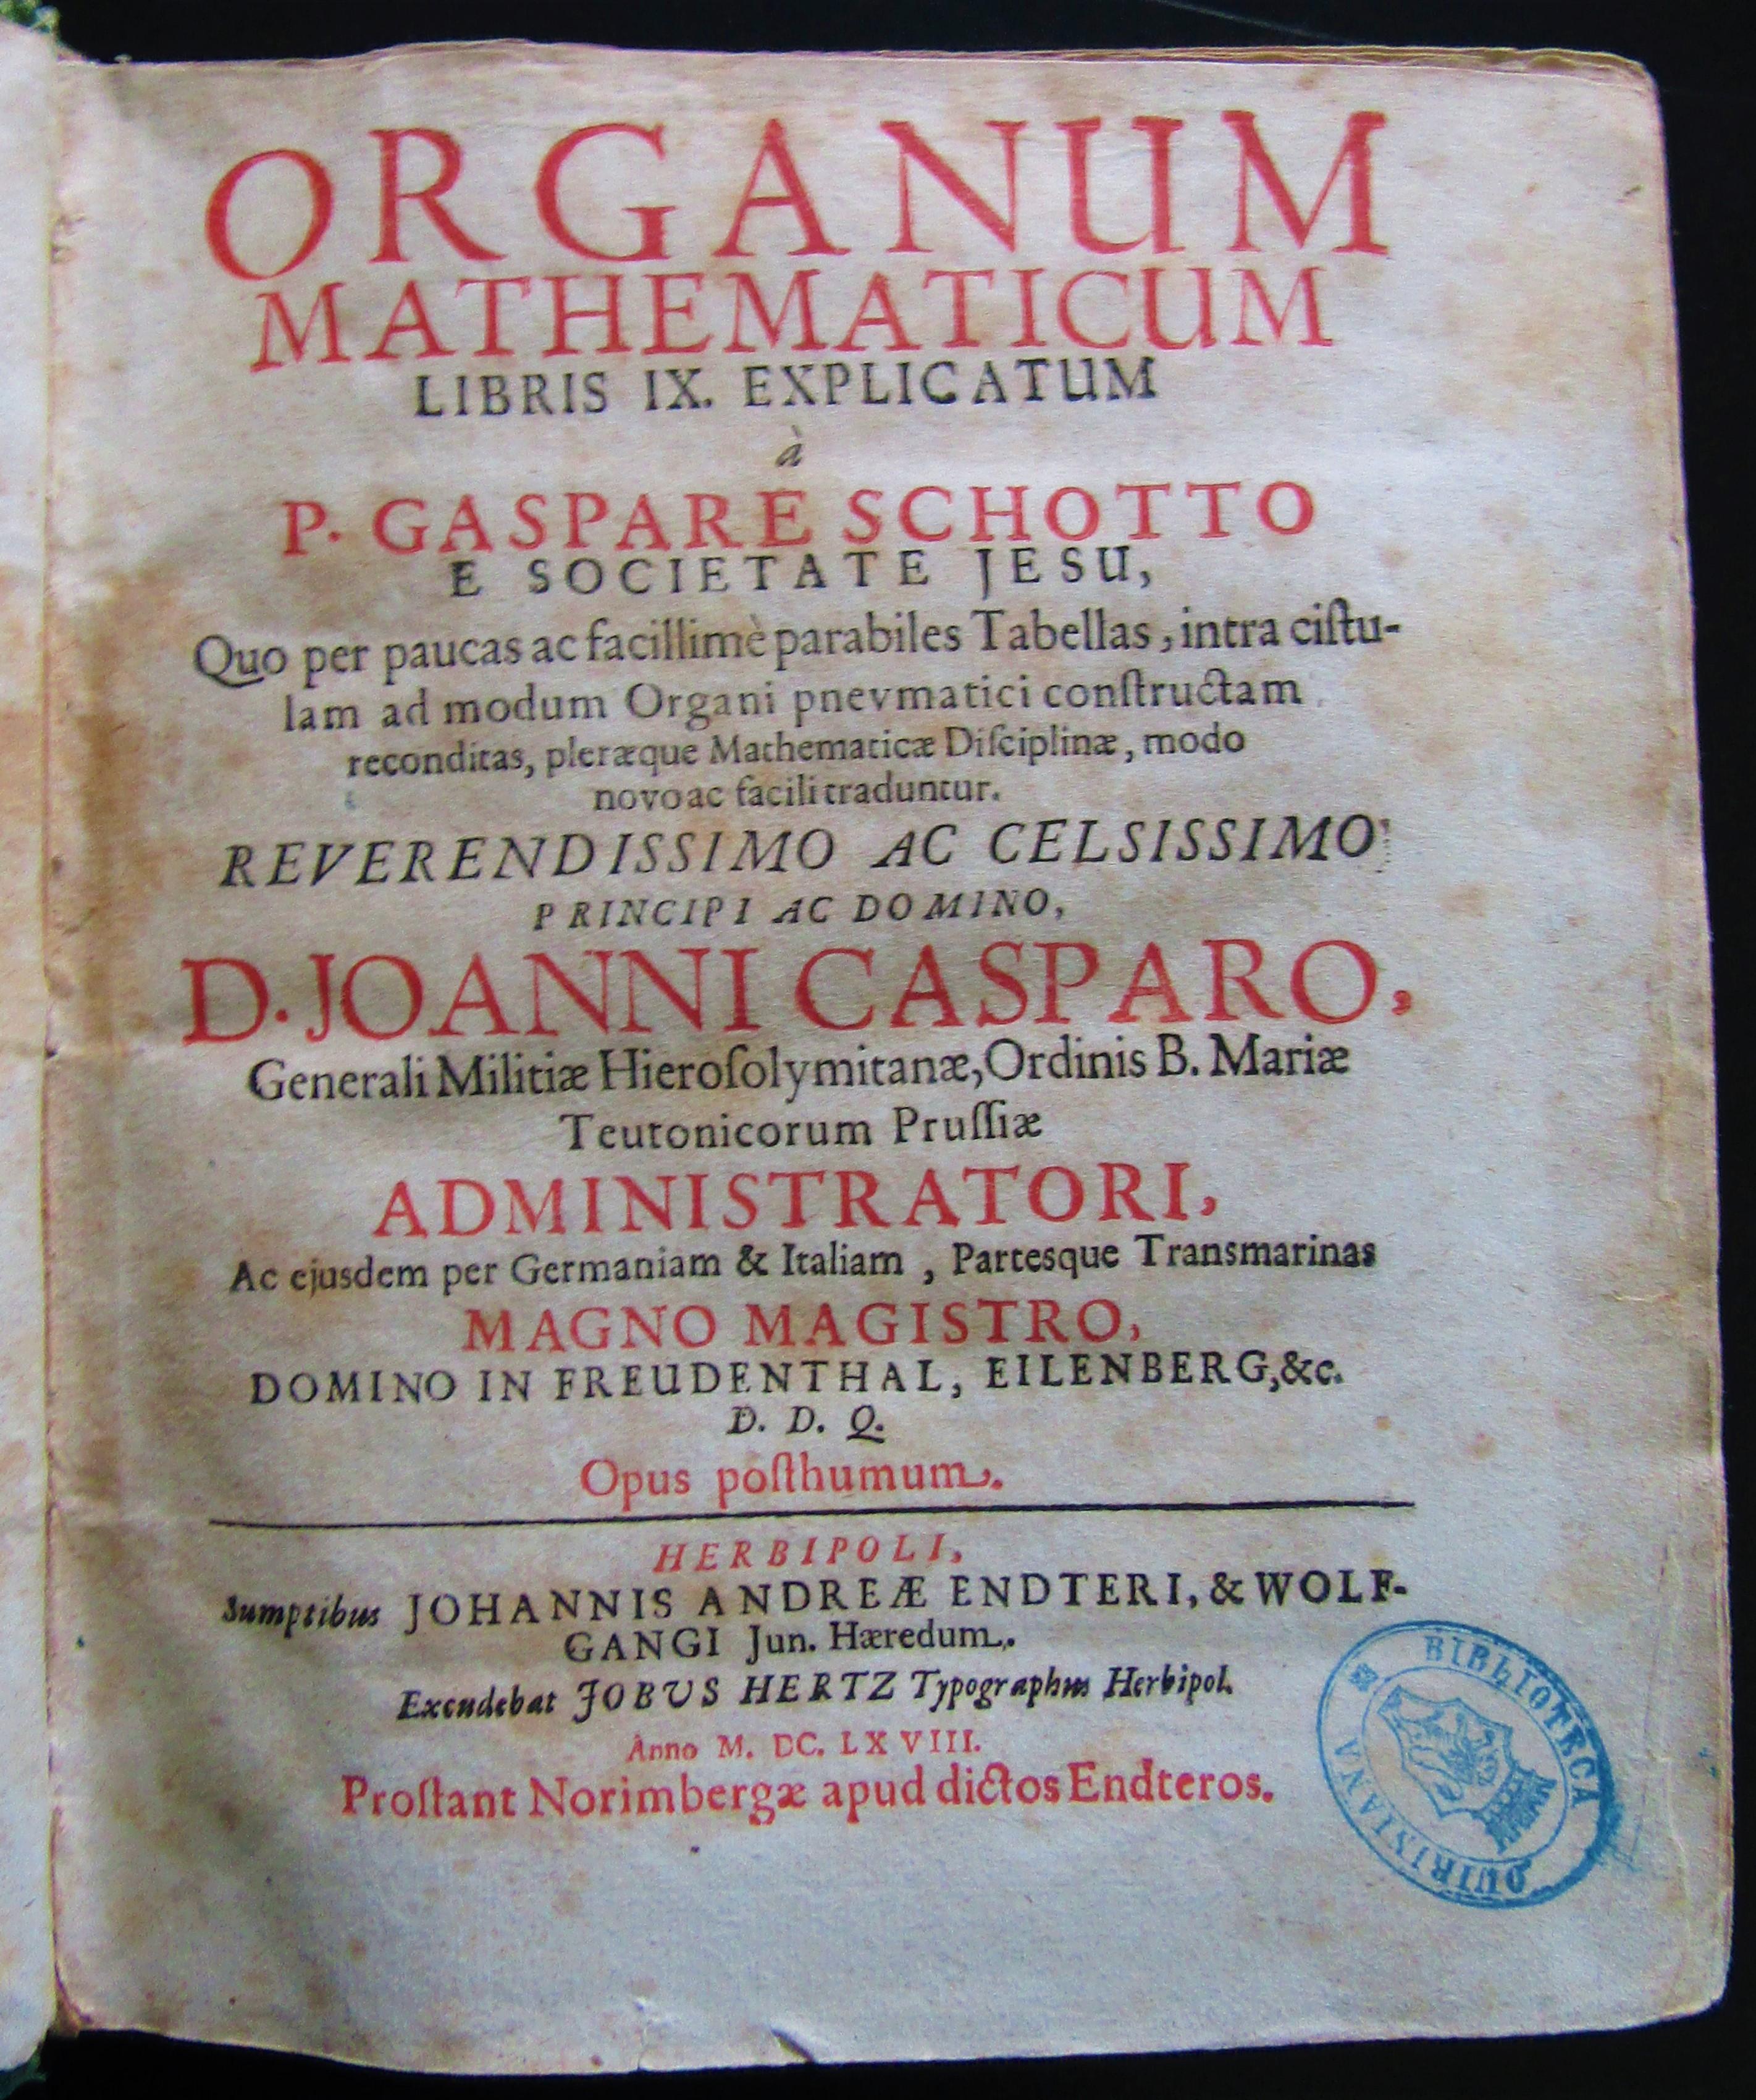 ORGANUM
MATHEMATICUM
LIBRIS IX. EXPLICATUM
à
P. GASPARE SCHOTTO
E SOCIETATE JESU,
Quo per paucas ac facillimè parabiles Tabellas, intra ciſtu-
lam ad modum Organi pnevmatici conſtructam
reconditas, pleræque Mathematicæ Diſciplinæ, modo
novo ac facili traduntur.
REVERENDISSIMO AC CELSISSIMO
PRINCIPI AC DOMINO,
D. JOANNI CASPARO,
Generali Militiæ Hieroſolymitanæ, Ordinis B. Mariæ
Teutonicorum Pruſſiæ
ADMINISTRATORI,
Ac ejusdem per Germaniam & Italiam, Partesque Transmarinas
MAGNO MAGISTRO,
DOMINO IN FREUDENTHAL, EILENBERG, &c.
D. D. Q.
Opus poſthumum.
HERBIPOLI,
Sumptibus JOHANNIS ANDREÆ ENDTERI, & WOLF-
GANGI Jun. Hæredum.
Excudebat JOBUS HERTZ Typographus Herbipol.
Anno M. DC. LXVIII.
Proſtant Norimbergæ apud dictos Endteros.
BIBLIOTECA
QUIRINIANA